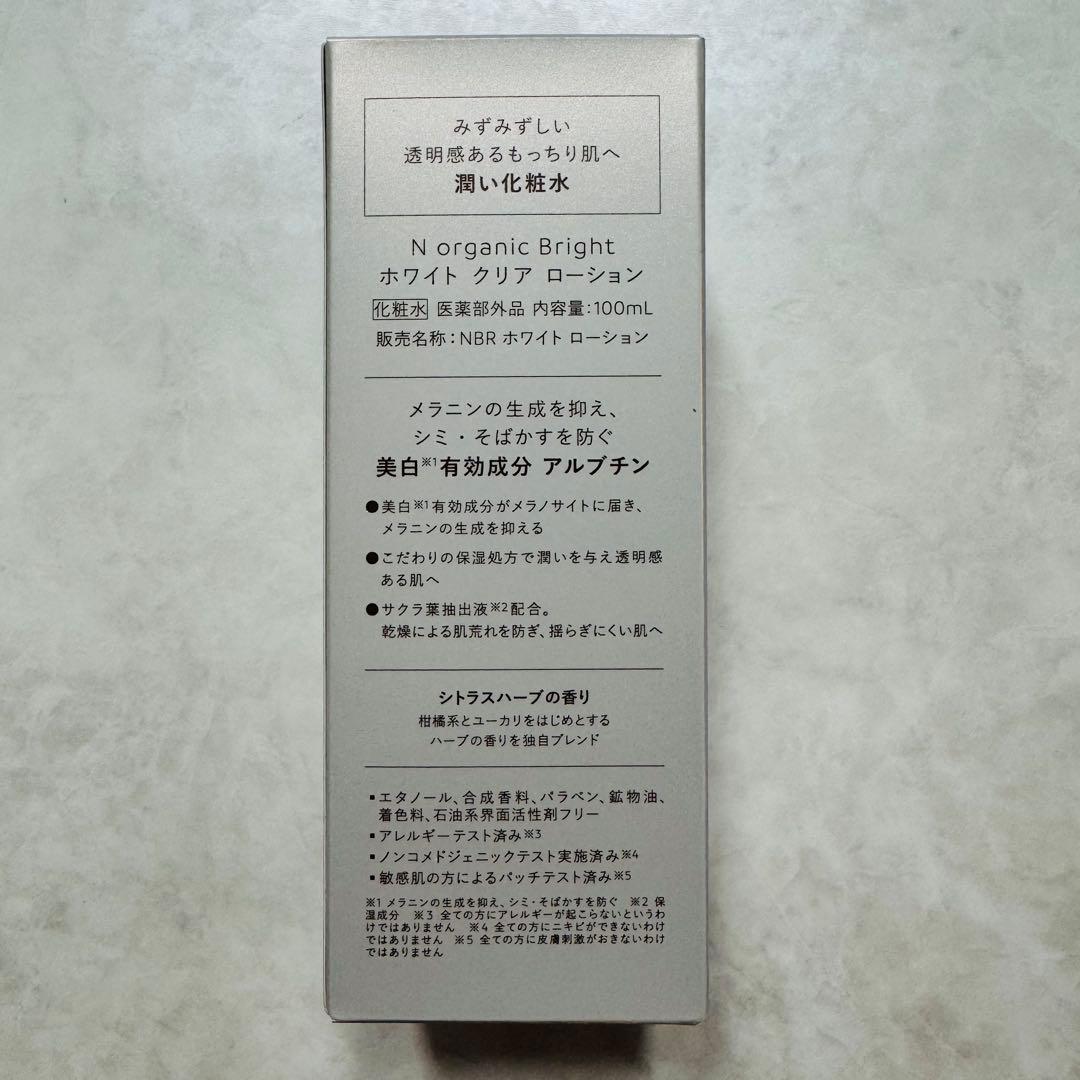 みずみずしい
透明感あるもっちり肌へ
潤い化粧水
N organic Bright
ホワイト クリア ローション
化粧水 医薬部外品 内容量:100mL
販売名称:NBR ホワイト ローション
メラニンの生成を抑え、
シミ・そばかすを防ぐ
美白※1有効成分 アルブチン
●美白※1有効成分がメラノサイトに届き、
メラニンの生成を抑える
●こだわりの保湿処方で潤いを与え透明感
ある肌へ
●サクラ葉抽出液※2配合。
乾燥による肌荒れを防ぎ、揺らぎにくい肌へ
シトラスハーブの香り
柑橘系とユーカリをはじめとする
ハーブの香りを独自ブレンド
▪エタノール、合成香料、パラベン、鉱物油、
着色料、石油系界面活性剤フリー
▪アレルギーテスト済み※3
▪ノンコメドジェニックテスト実施済み※4
▪敏感肌の方によるパッチテスト済み※5
※1 メラニンの生成を抑え、シミ・そばかすを防ぐ ※2 保
湿成分 ※3 全ての方にアレルギーが起こらないというわ
けではありません ※4 全ての方にニキビができないわけ
ではありません ※5 全ての方に皮膚刺激がおきないわけ
ではありません